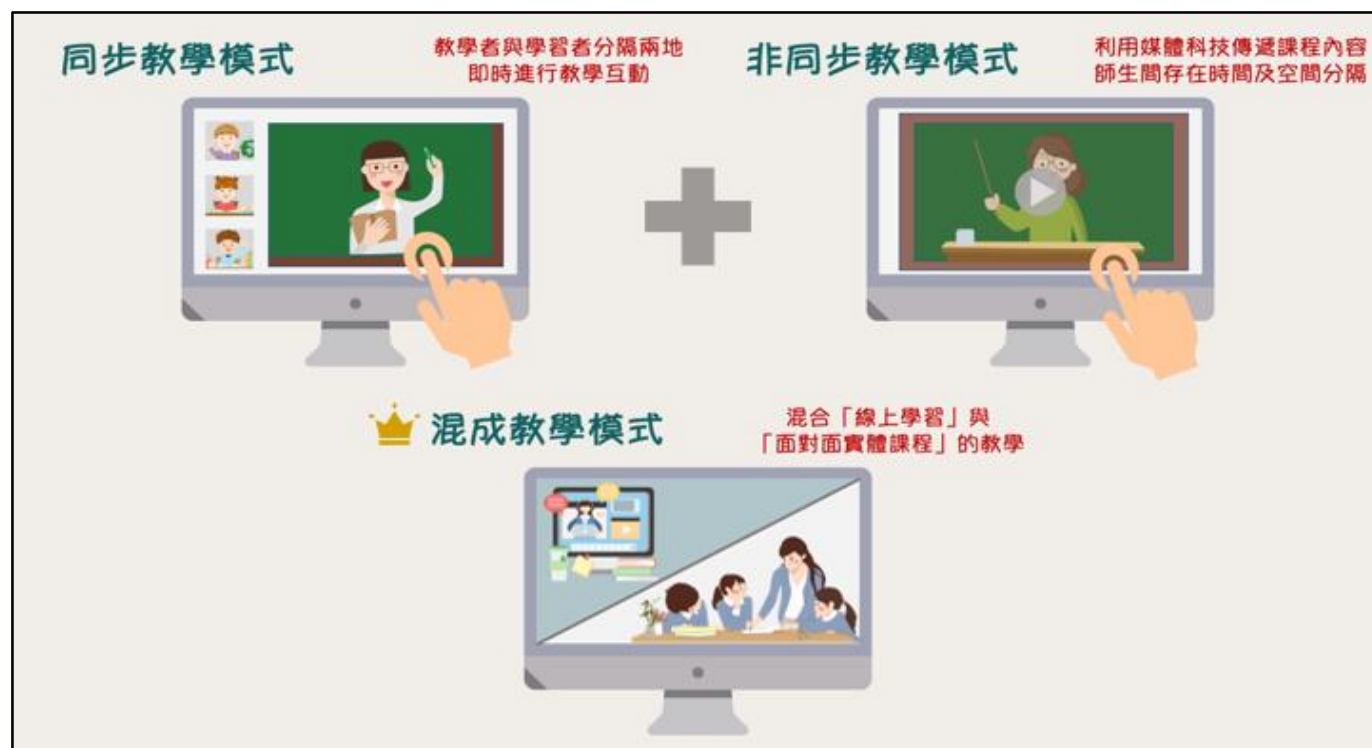 同步教學模式
教學者與學習者分隔兩地
即時進行教學互動
非同步教學模式
利用媒體科技傳遞課程內容
師生間存在時間及空間分隔
混成教學模式
混合「線上學習」與
「面對面實體課程」的教學